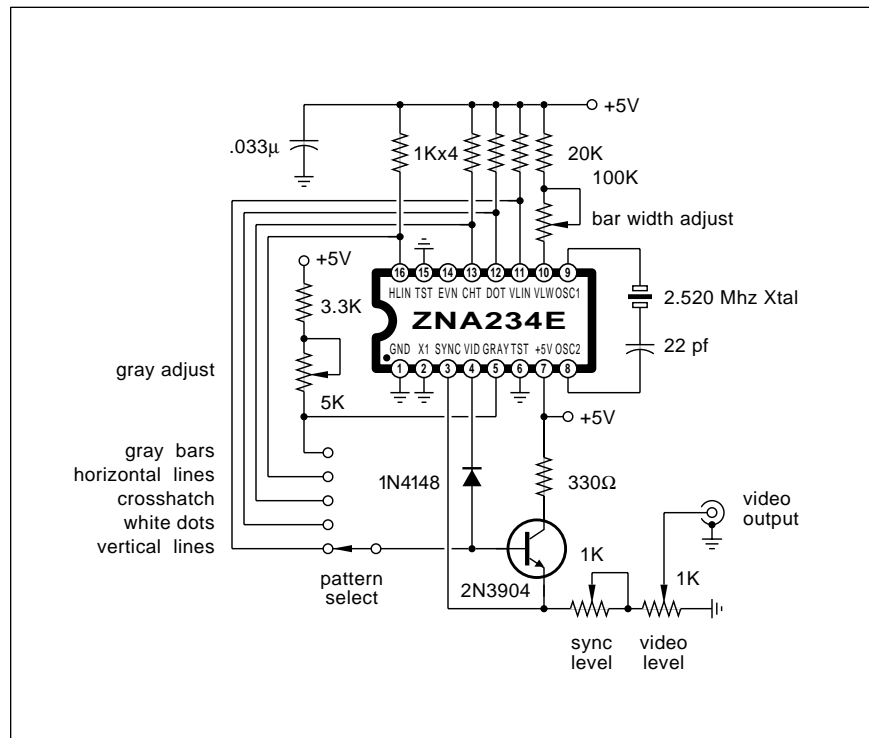 +5V
.033µ
1Kx4
20K
100K
bar width adjust
+5V
16 15 14 13 12 11 10 9
HLIN TST EVN CHT DOT VLIN VLW OSC1
3.3K
ZNA234E
2.520 Mhz Xtal
GND X1 SYNC VID GRAY TST +5V OSC2
22 pf
1 2 3 4 5 6 7 8
gray adjust
5K
+5V
gray bars
horizontal lines
crosshatch
white dots
vertical lines
1N4148
330Ω
video
output
pattern
select
2N3904
1K
1K
sync
level
video
level